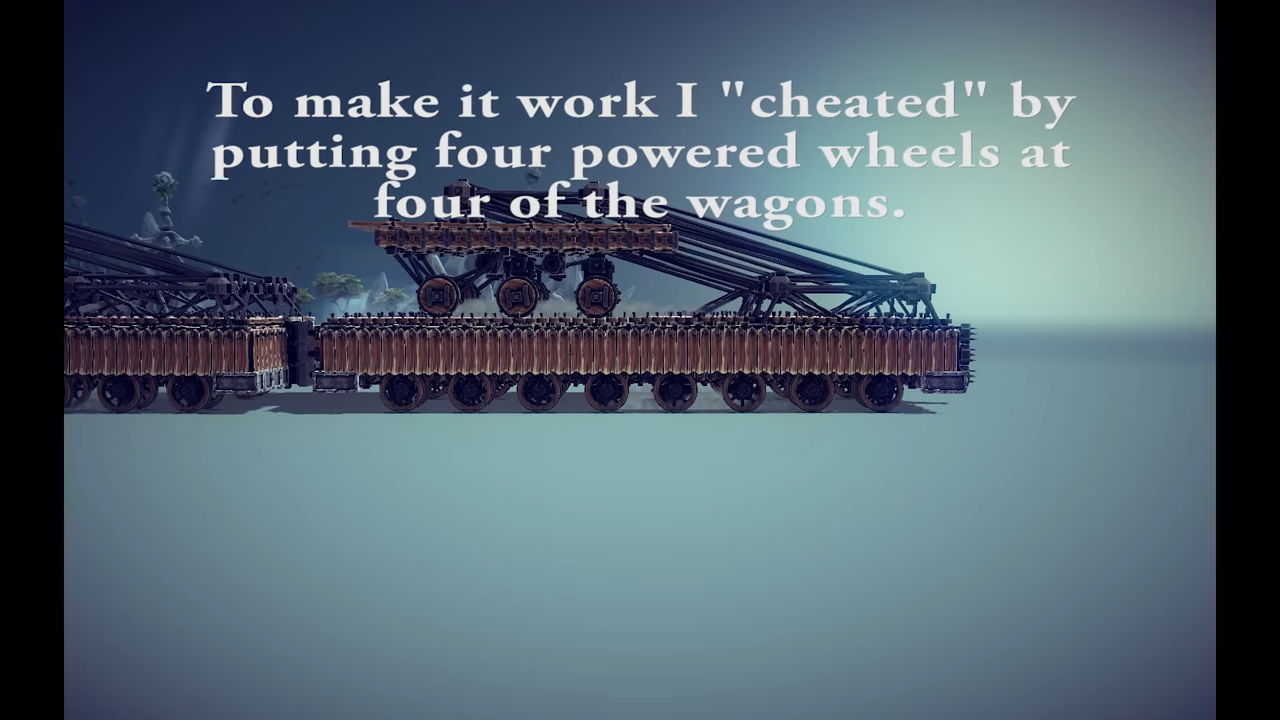 To make it work I "cheated" by
putting four powered wheels at
four of the wagons.